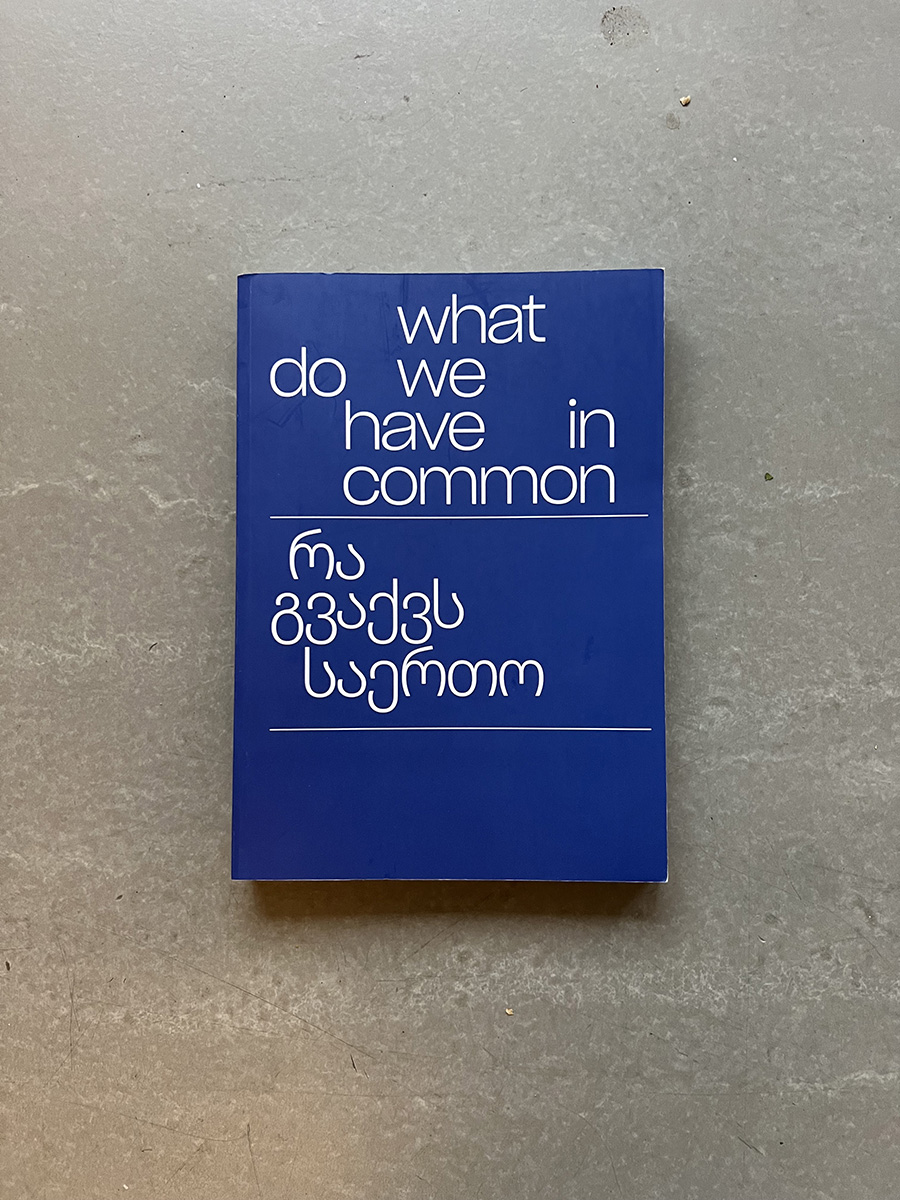 what
do we
have in
common
რა
გვაქვს
საერთო